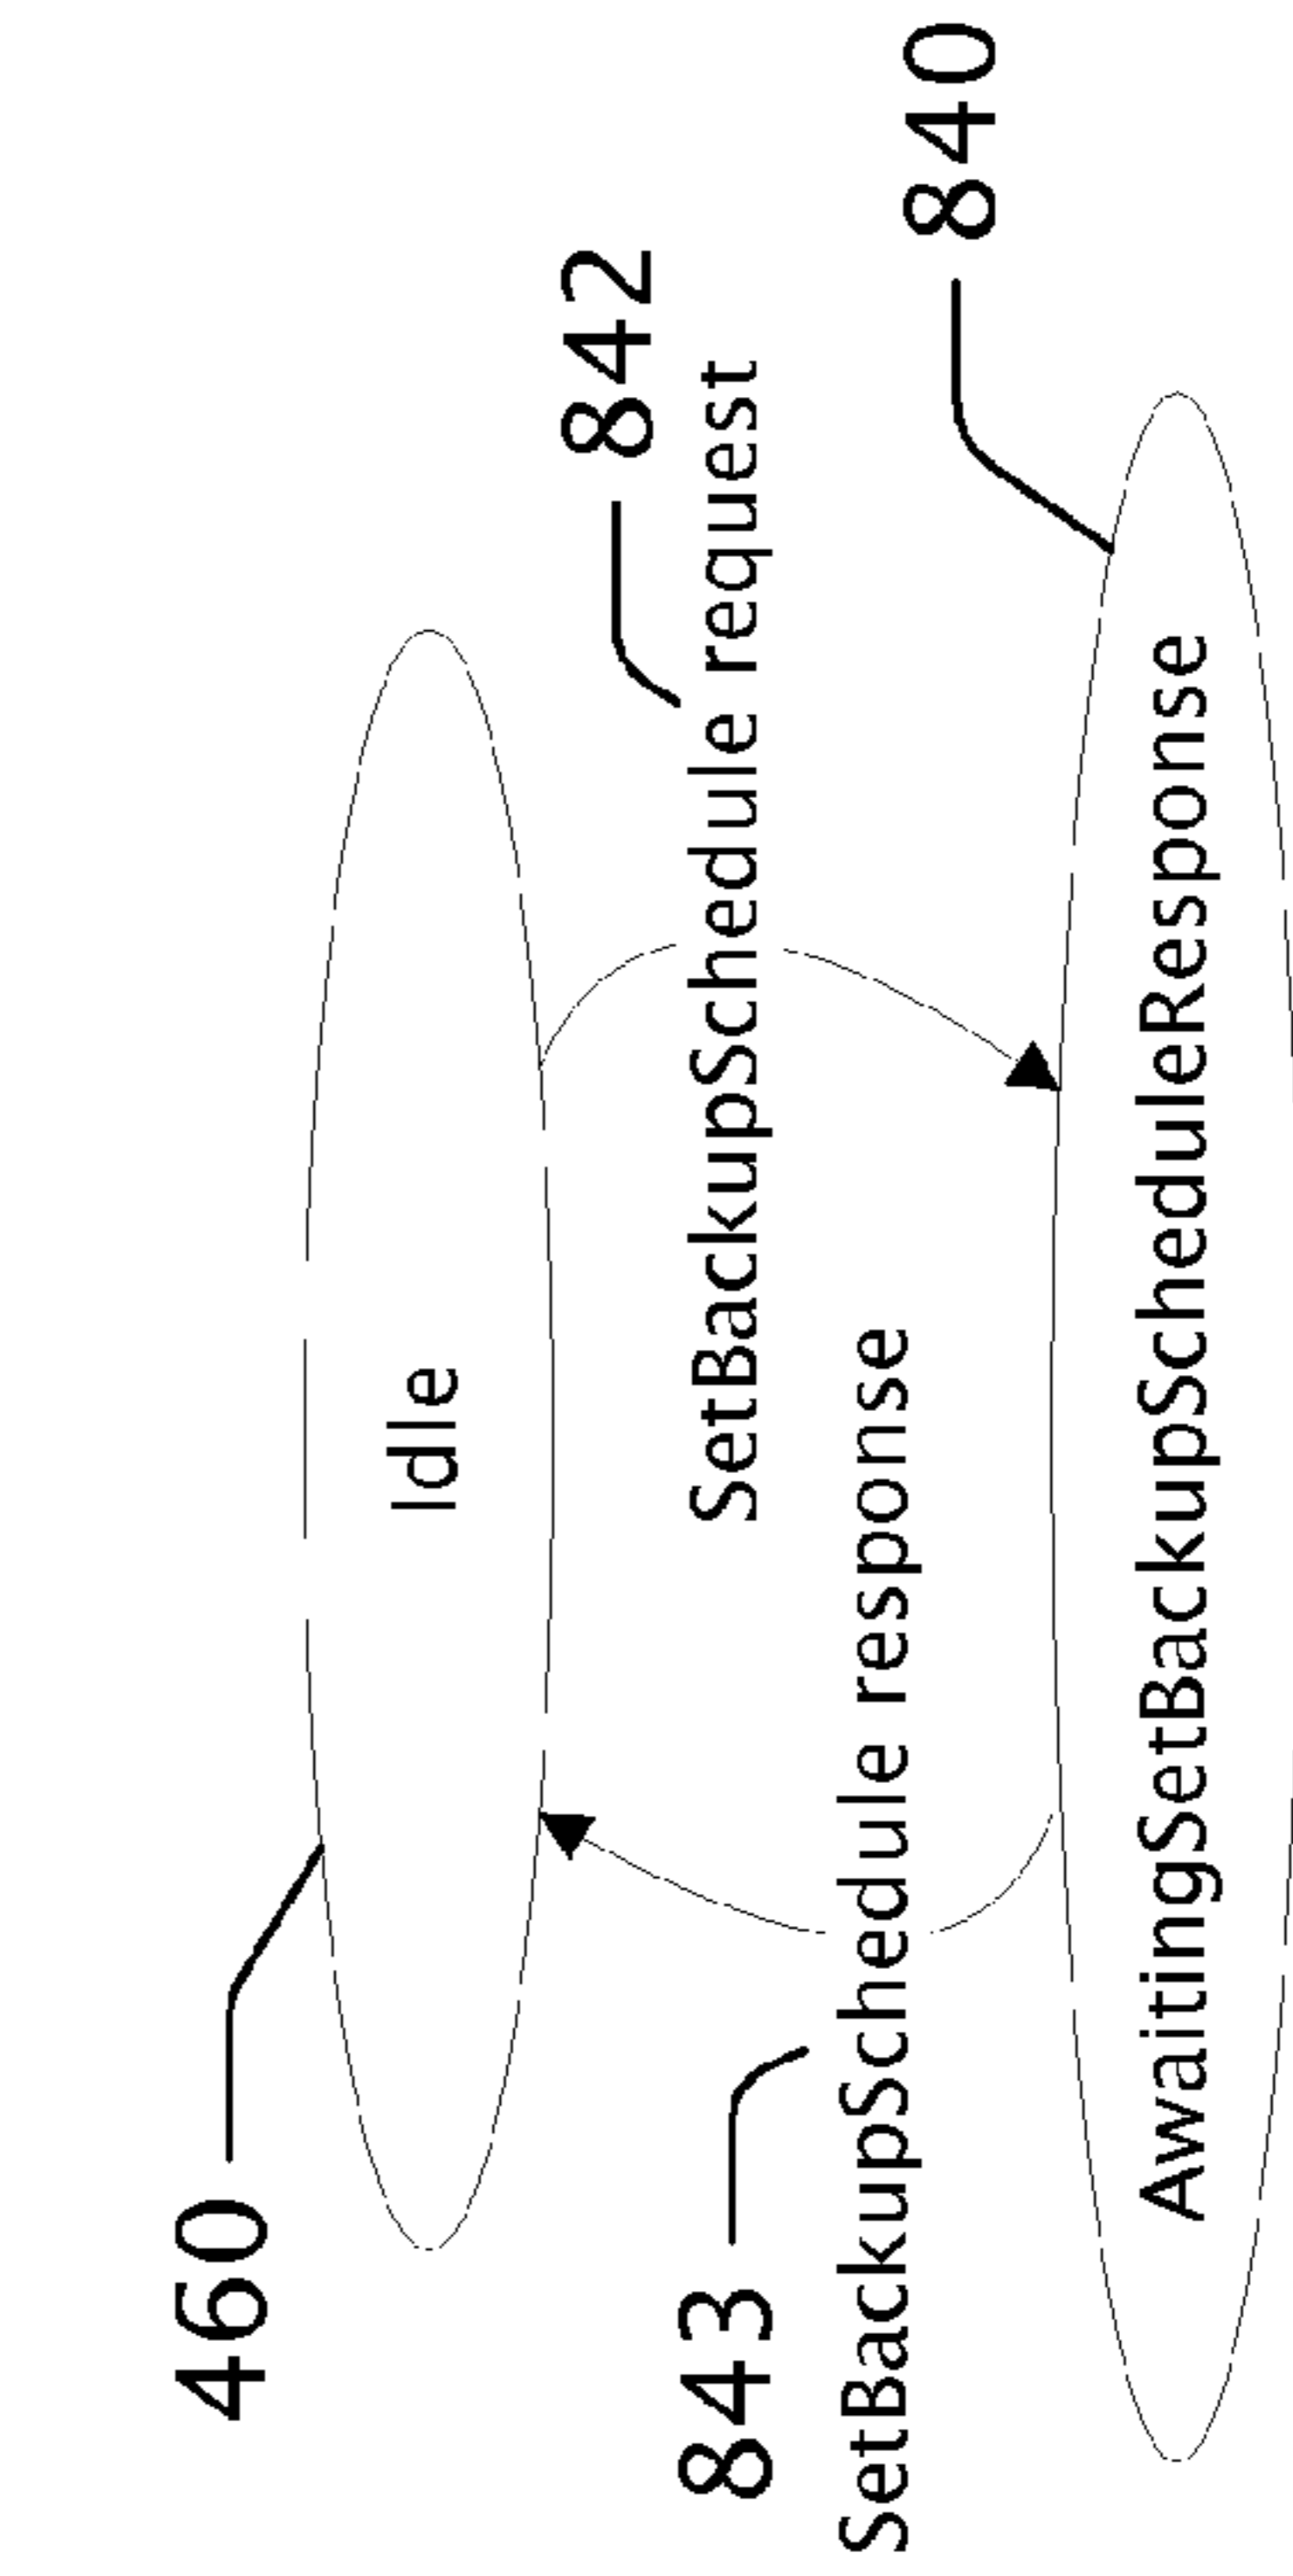 460
Idle
842
SetBackupSchedule request
843
SetBackupSchedule response
840
AwaitingSetBackupScheduleResponse